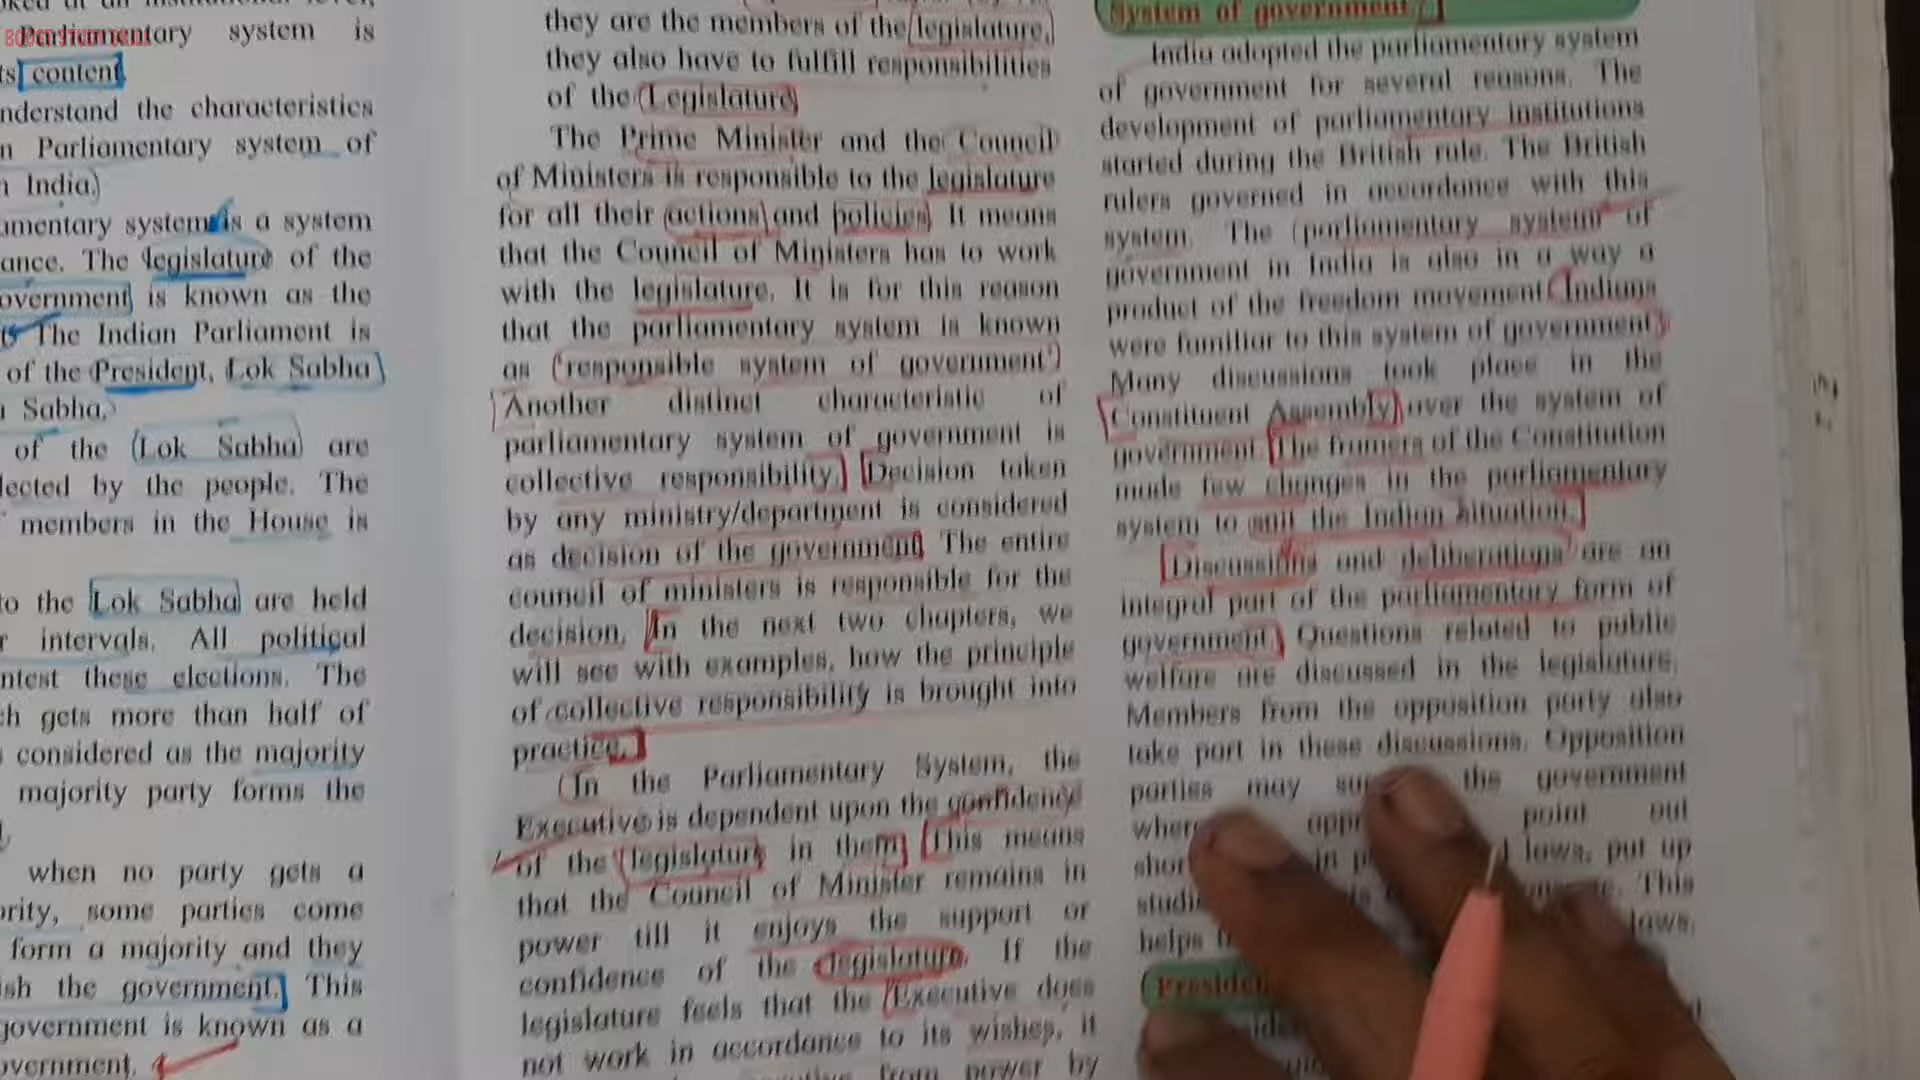 Parliamentary system is
content
nderstand the characteristics
n Parliamentary system of
India.)
amentary system is a system
ance. The legislature of the
overnment is known as the
The Indian Parliament is
of the President, Lok Sabha
Sabha.
of the Lok Sabha are
lected by the people. The
members in the House is
to the Lok Sabha are held
r intervals. All political
ntest these elections. The
ch gets more than half of
considered as the majority
majority party forms the
when no party gets a
ority, some parties come
form a majority and they
ish the government. This
government is known as a
overnment.
they are the members of the legislature,
they also have to fulfill responsibilities
of the Legislature
The Prime Minister and the Council
of Ministers is responsible to the legislature
for all their actions and policies. It means
that the Council of Ministers has to work
with the legislature. It is for this reason
that the parliamentary system is known
as 'responsible system of government'
Another distinct characteristic of
parliamentary system of government is
collective responsibility. Decision taken
by any ministry/department is considered
as decision of the government. The entire
council of ministers is responsible for the
decision. In the next two chapters, we
will see with examples, how the principle
of collective responsibility is brought into
practice.
In the Parliamentary System, the
Executive is dependent upon the confidence
of the legislature in them. This means
that the Council of Minister remains in
power till it enjoys the support or
confidence of the legislature. If the
legislature feels that the Executive does
not work in accordance to its wishes, it
from power by
System of government
India adopted the parliamentary system
of government for several reasons. The
development of parliamentary institutions
started during the British rule. The British
rulers governed in accordance with this
system. The parliamentary system of
government in India is also in a way a
product of the freedom movement. Indians
were familiar to this system of government
Many discussions took place in the
Constituent Assembly over the system of
government. The framers of the Constitution
made few changes in the parliamentary
system to suit the Indian situation.
Discussions and deliberations are an
integral part of the parliamentary form of
government. Questions related to public
welfare are discussed in the legislature.
Members from the opposition party also
take part in these discussions. Opposition
parties may the government
point out
in laws, put up
This
helps laws.